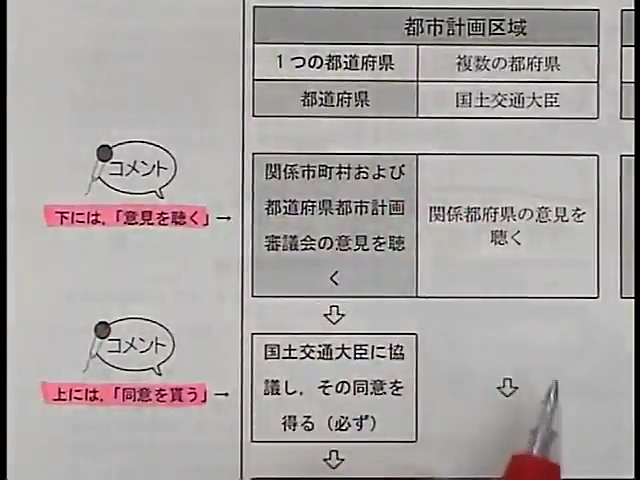 都市計画区域
1つの都道府県
複数の都府県
都道府県
国土交通大臣
コメント
下には，「意見を聴く」→
関係市町村および
都道府県都市計画
審議会の意見を聴
く
関係都府県の意見を
聴く
コメント
上には，「同意を貰う」→
国土交通大臣に協
議し，その同意を
得る（必ず）